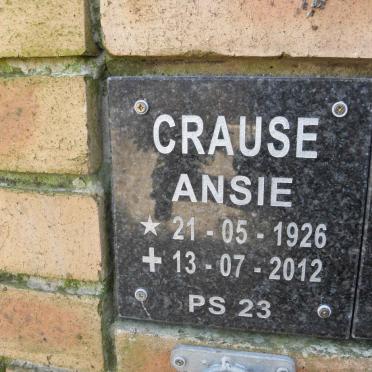 CRAUSE
ANSIE
★ 21 - 05 - 1926
✝ 13 - 07 - 2012
PS 23